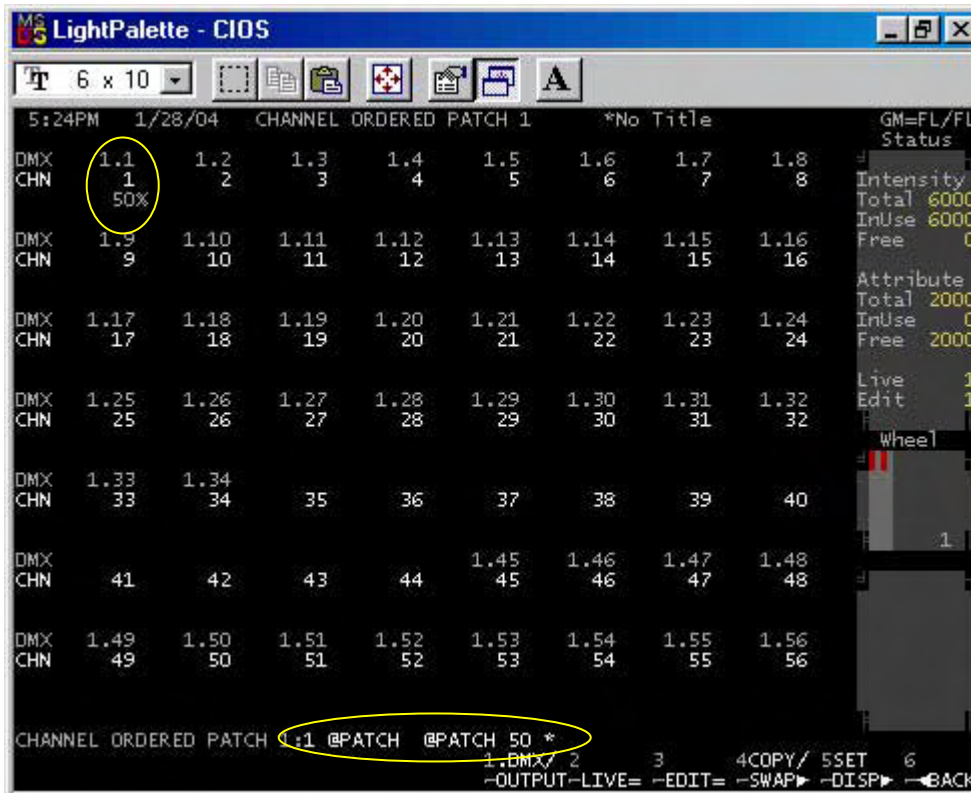 LightPalette - CIOS
6 x 10
5:24PM 1/28/04 CHANNEL ORDERED PATCH 1 *No Title GM=FL/FL
Status
DMX 1.1 1.2 1.3 1.4 1.5 1.6 1.7 1.8
CHN 1 2 3 4 5 6 7 8
50%
Intensity
Total 6000
InUse 6000
Free 0
DMX 1.9 1.10 1.11 1.12 1.13 1.14 1.15 1.16
CHN 9 10 11 12 13 14 15 16
Attribute
Total 2000
InUse 0
Free 2000
DMX 1.17 1.18 1.19 1.20 1.21 1.22 1.23 1.24
CHN 17 18 19 20 21 22 23 24
Live 1
Edit 1
DMX 1.25 1.26 1.27 1.28 1.29 1.30 1.31 1.32
CHN 25 26 27 28 29 30 31 32
Wheel
DMX 1.33 1.34
CHN 33 34 35 36 37 38 39 40
1
DMX 1.45 1.46 1.47 1.48
CHN 41 42 43 44 45 46 47 48
DMX 1.49 1.50 1.51 1.52 1.53 1.54 1.55 1.56
CHN 49 50 51 52 53 54 55 56
CHANNEL ORDERED PATCH 1:1 @PATCH @PATCH 50 *
1.DMX/ 2 3 4COPY/ 5SET 6
OUTPUT LIVE= EDIT= SWAP DISP BACK